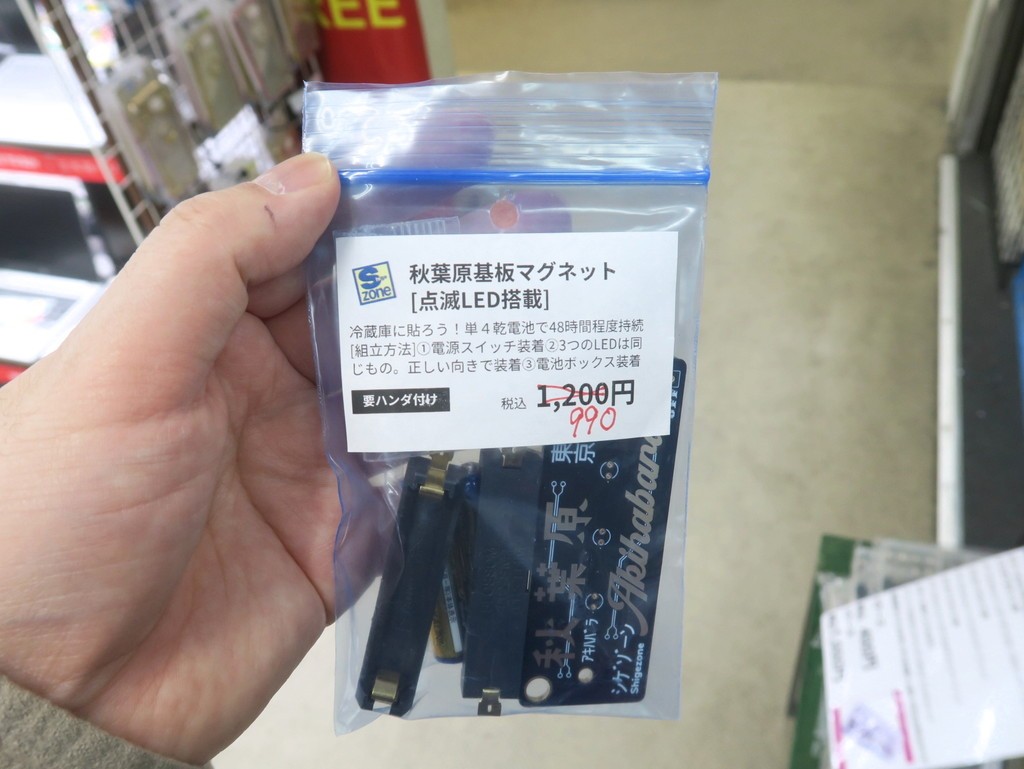 EE
S
zone
秋葉原基板マグネット
[点滅LED搭載]
冷蔵庫に貼ろう！単４乾電池で48時間程度持続
[組立方法]①電源スイッチ装着②3つのLEDは同
じもの。正しい向きで装着③電池ボックス装着
要ハンダ付け
税込 1,200円
990
東京
秋葉原
Akihabara
アキハバラ
シゲゾーン
Shigezone